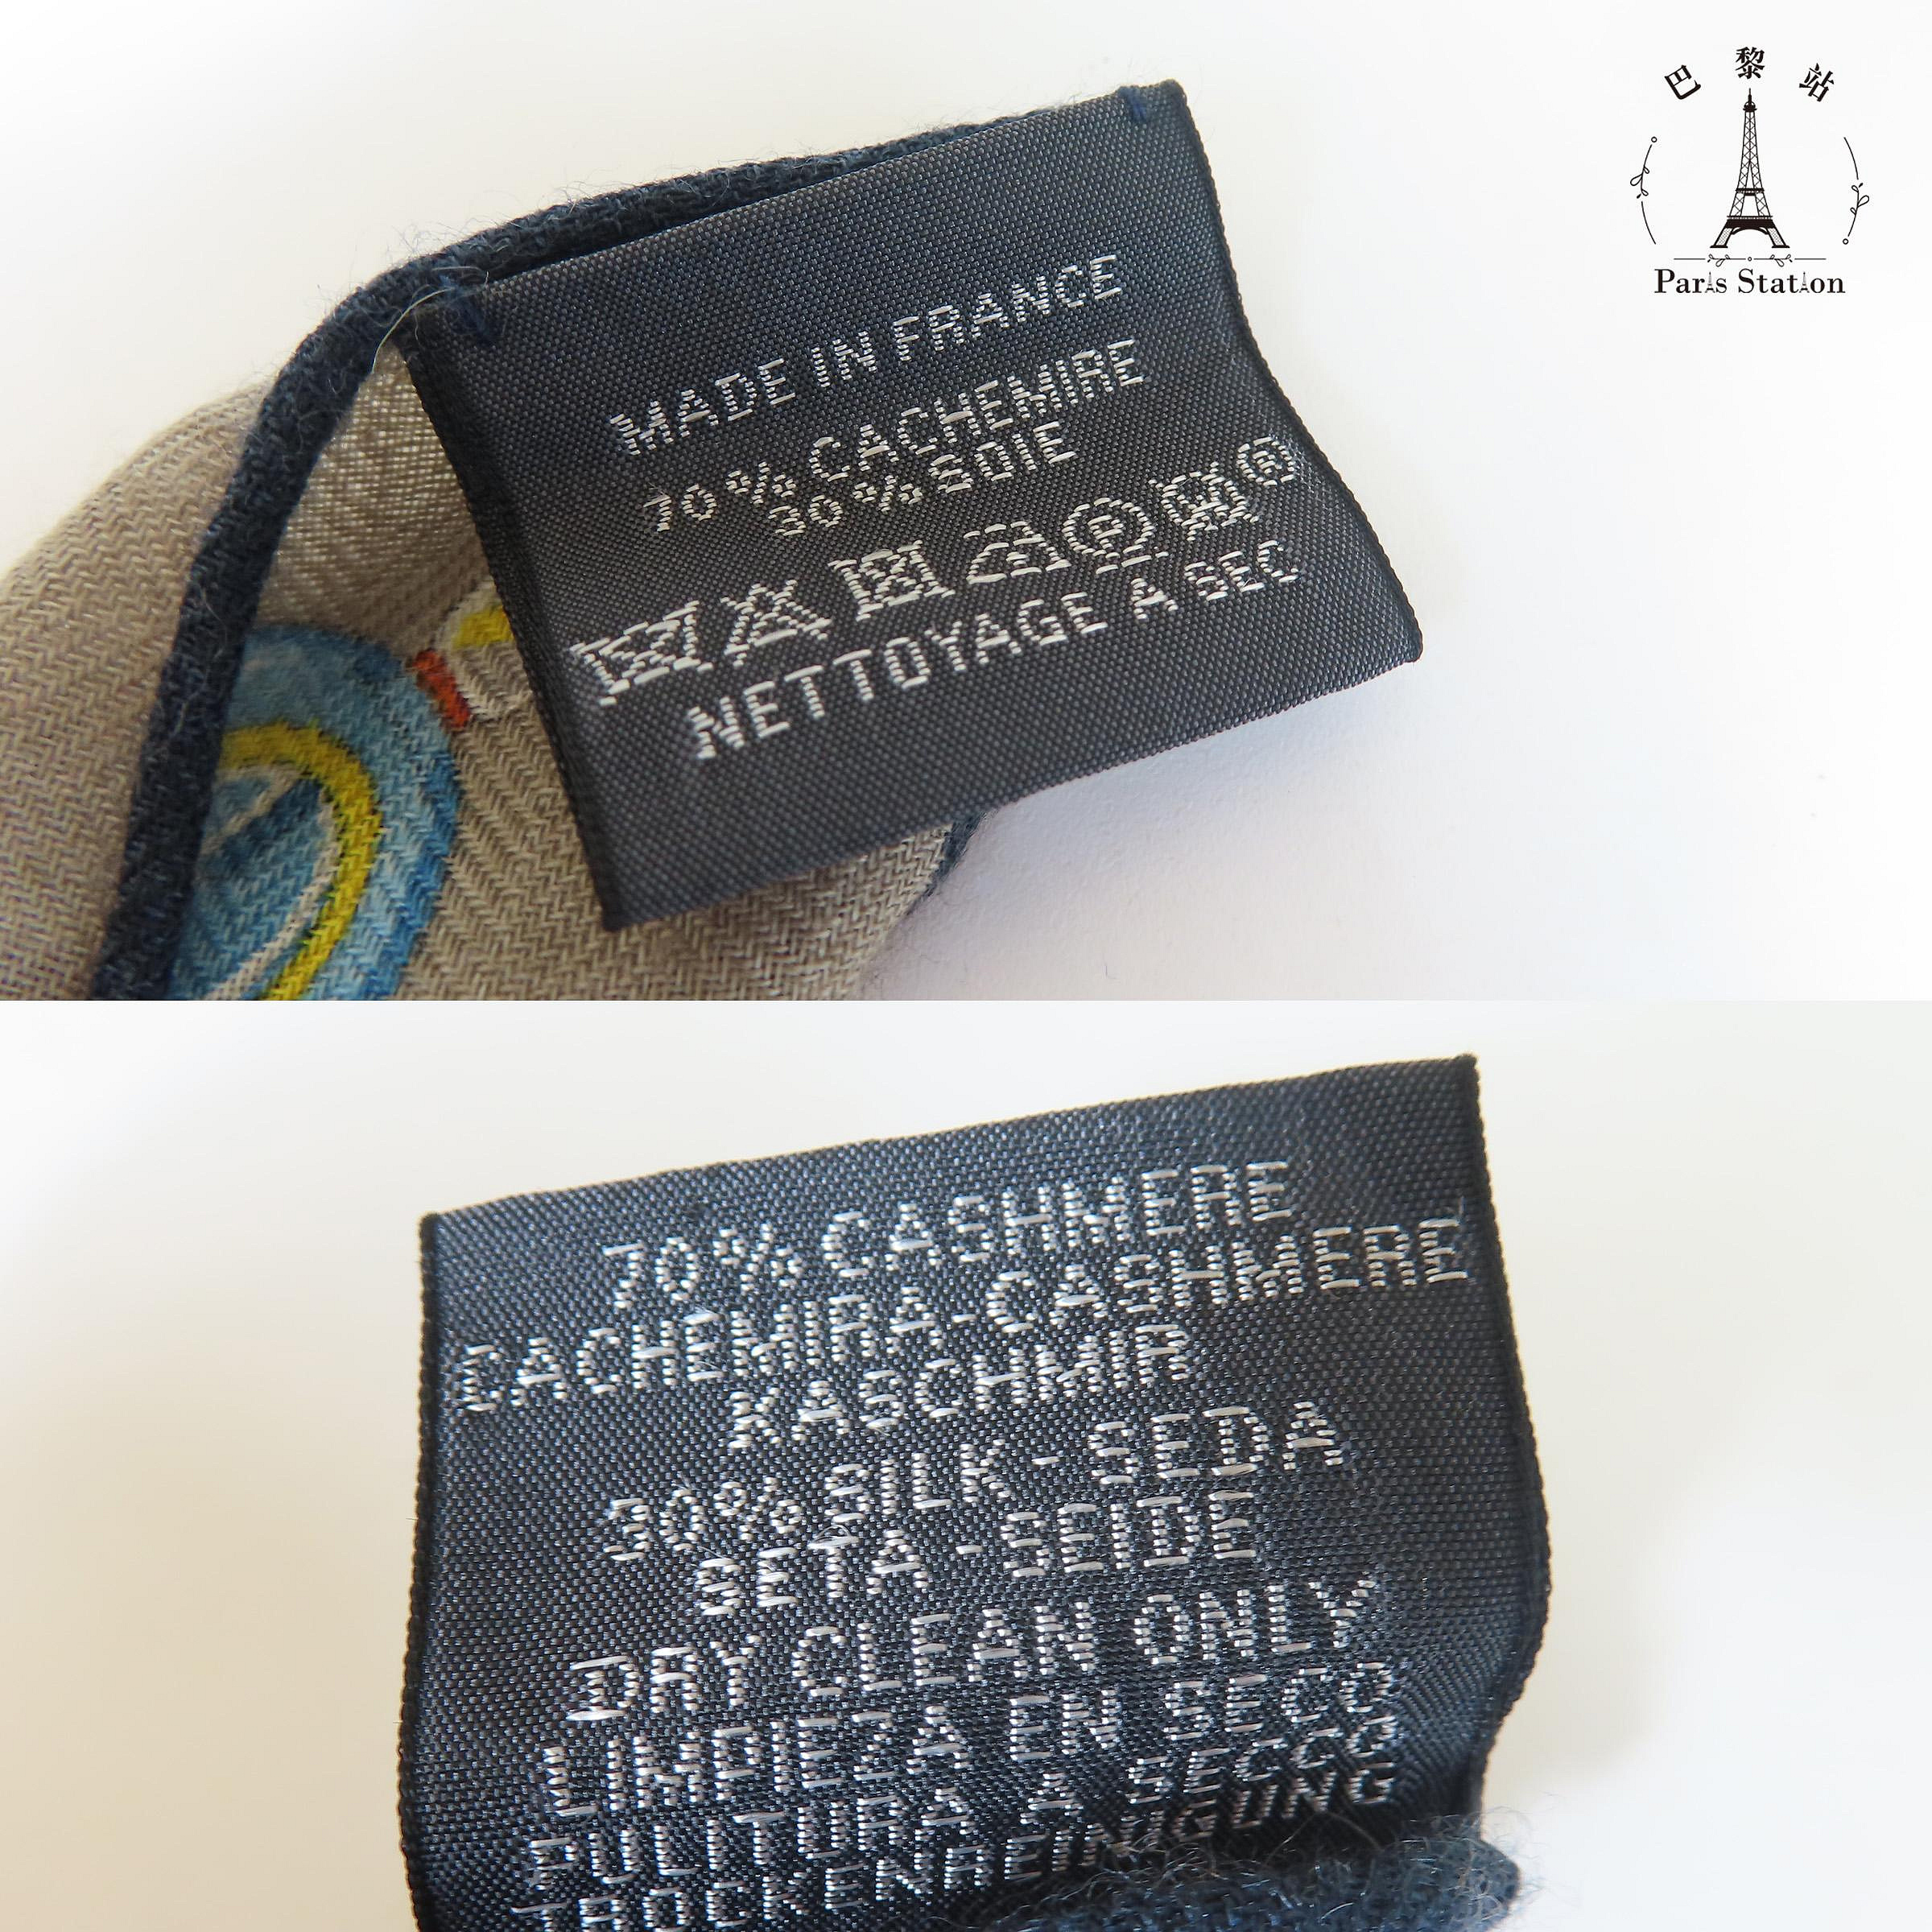 巴黎站
Paris Station
MADE IN FRANCE
70% CACHEMIRE
30% SOIE
P
W
R
NETTOYAGE A SEC
70% CASHMERE
CACHEMIRA-CASHMERE
KASCHMIR
30% SILK - SEDA
SETA - SEIDE
DRY CLEAN ONLY
LIMPIEZA EN SECO
PULITURA A SECCO
TROCKENREINIGUNG